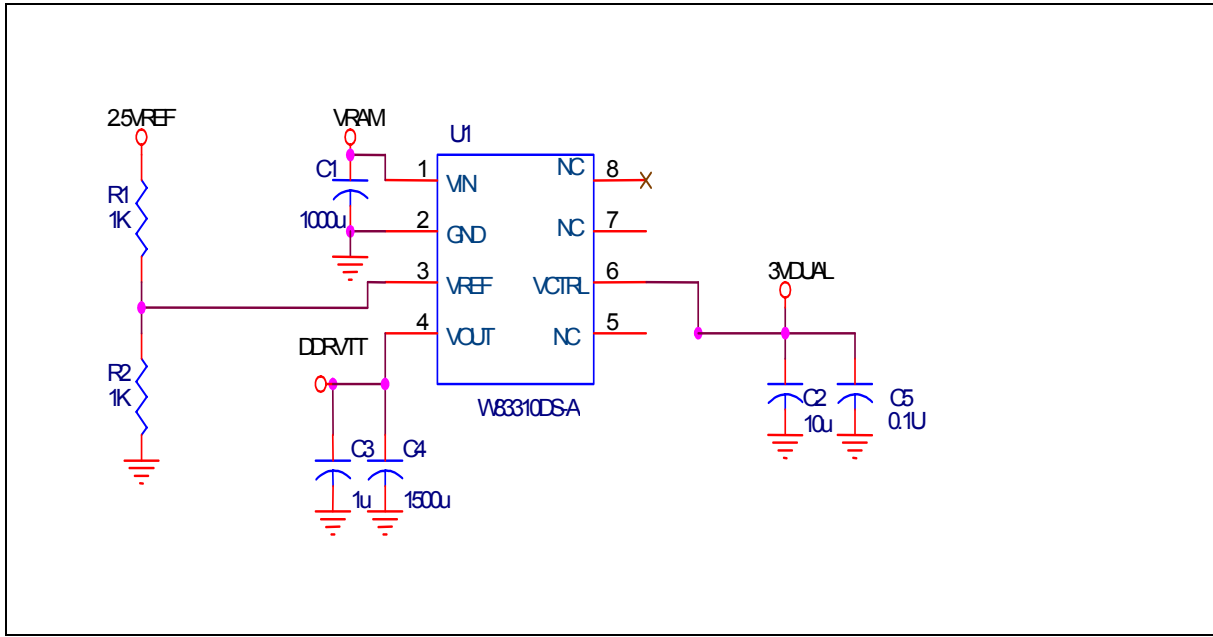 2.5VREF
VRAM
U1
R1
1K
C1
1000u
1
VIN
NC
8
2
GND
NC
7
3
VREF
VCTRL
6
3VDUAL
4
VOUT
NC
5
DDRVTT
R2
1K
W83310DS-A
C2
10u
C5
0.1U
C3
1u
C4
1500u